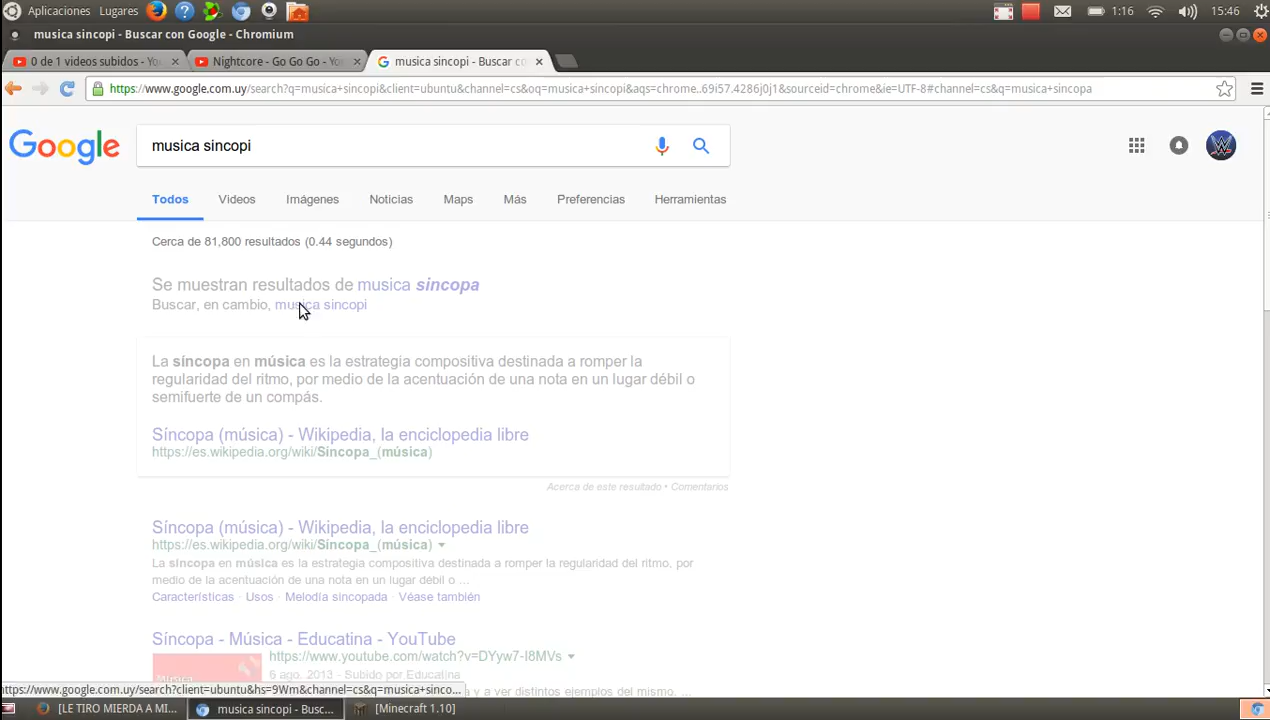 Aplicaciones Lugares 1:16 15:46
musica sincopi - Buscar con Google - Chromium
0 de 1 videos subidos - Yo
Nightcore - Go Go Go - Yo
musica sincopi - Buscar co
https://www.google.com.uy/search?q=musica+sincopi&client=ubuntu&channel=cs&oq=musica+sincopi&aqs=chrome..69i57.4286j0j1&sourceid=chrome&ie=UTF-8#channel=cs&q=musica+sincopa
Google musica sincopi
Todos Videos Imágenes Noticias Maps Más Preferencias Herramientas
Cerca de 81,800 resultados (0.44 segundos)
Se muestran resultados de musica sincopa
Buscar, en cambio, musica sincopi
La síncopa en música es la estrategia compositiva destinada a romper la
regularidad del ritmo, por medio de la acentuación de una nota en un lugar débil o
semifuerte de un compás.
Síncopa (música) - Wikipedia, la enciclopedia libre
https://es.wikipedia.org/wiki/Síncopa_(música)
Acerca de este resultado • Comentarios
Síncopa (música) - Wikipedia, la enciclopedia libre
https://es.wikipedia.org/wiki/Síncopa_(música)
La síncopa en música es la estrategia compositiva destinada a romper la regularidad del ritmo, por
medio de la acentuación de una nota en un lugar débil o ...
Características · Usos · Melodía sincopada · Véase también
Síncopa - Música - Educatina - YouTube
https://www.youtube.com/watch?v=DYyw7-I8MVs
Música
6 ago. 2013 - Subido por Educatina
y a ver distintos ejemplos del mismo. ...
https://www.google.com.uy/search?client=ubuntu&hs=9Wm&channel=cs&q=musica+sinco...
[LE TIRO MIERDA A MI...
musica sincopi - Busc...
[Minecraft 1.10]